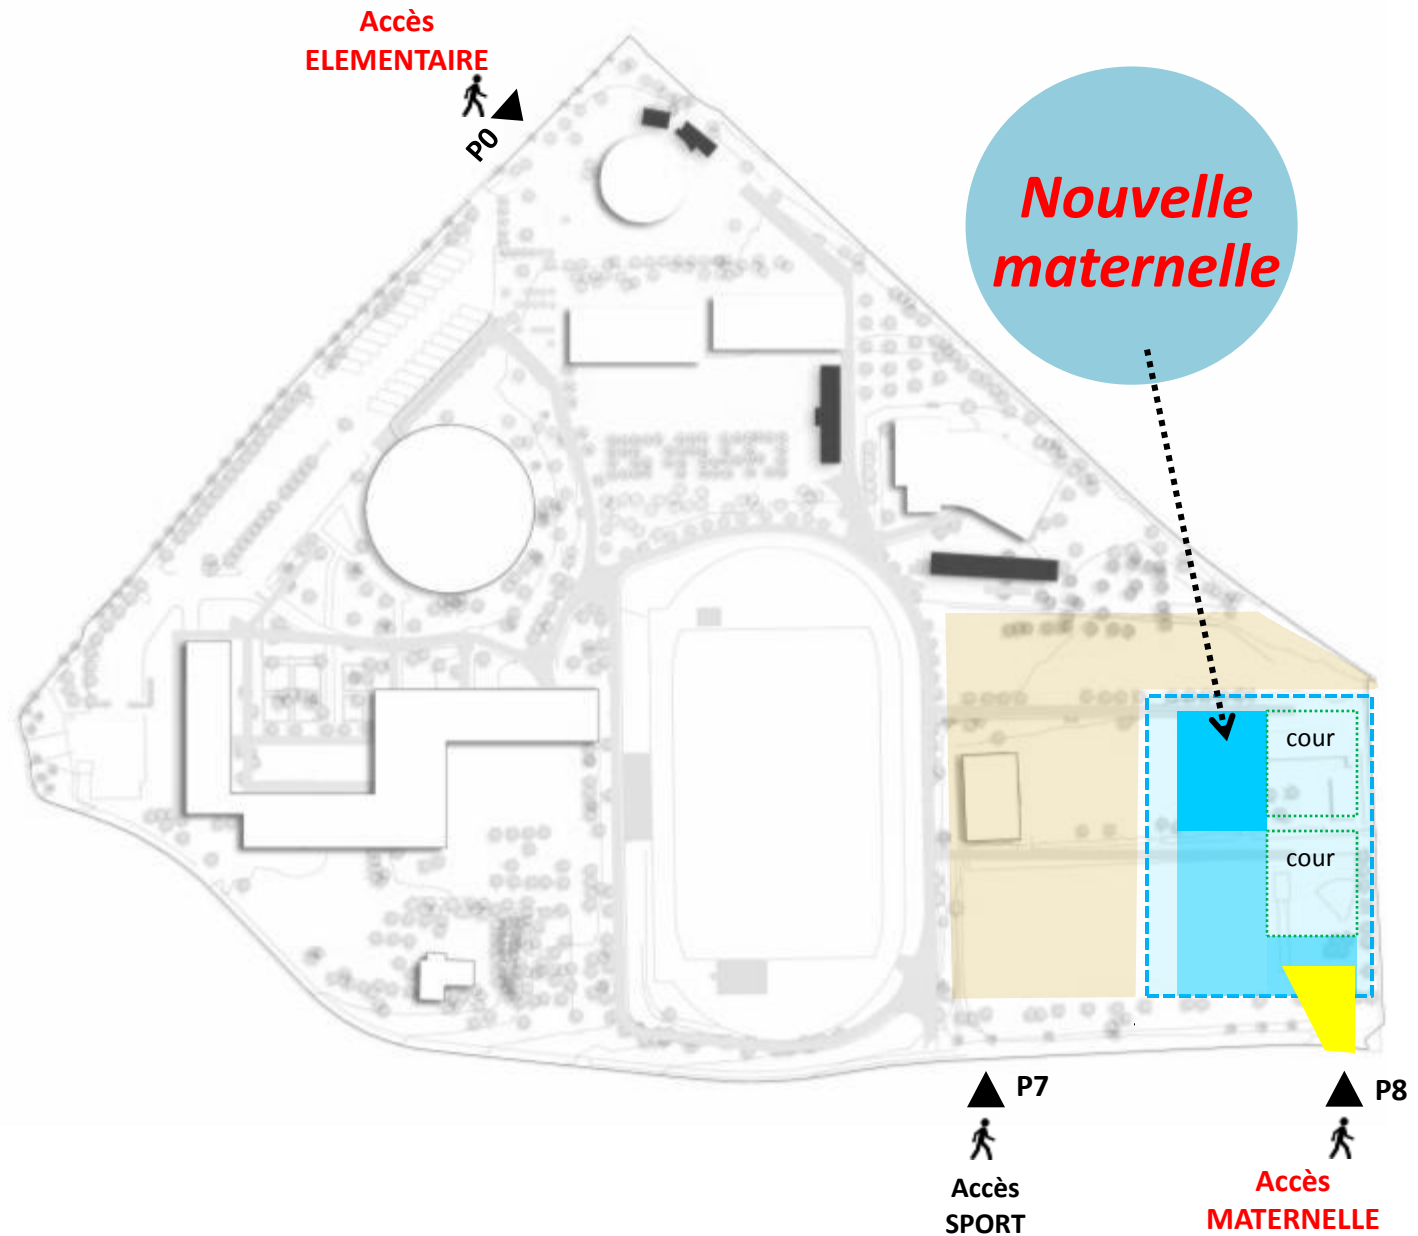 Accès
ELEMENTAIRE
P0
Nouvelle
maternelle
cour
cour
P7
P8
Accès
SPORT
Accès
MATERNELLE